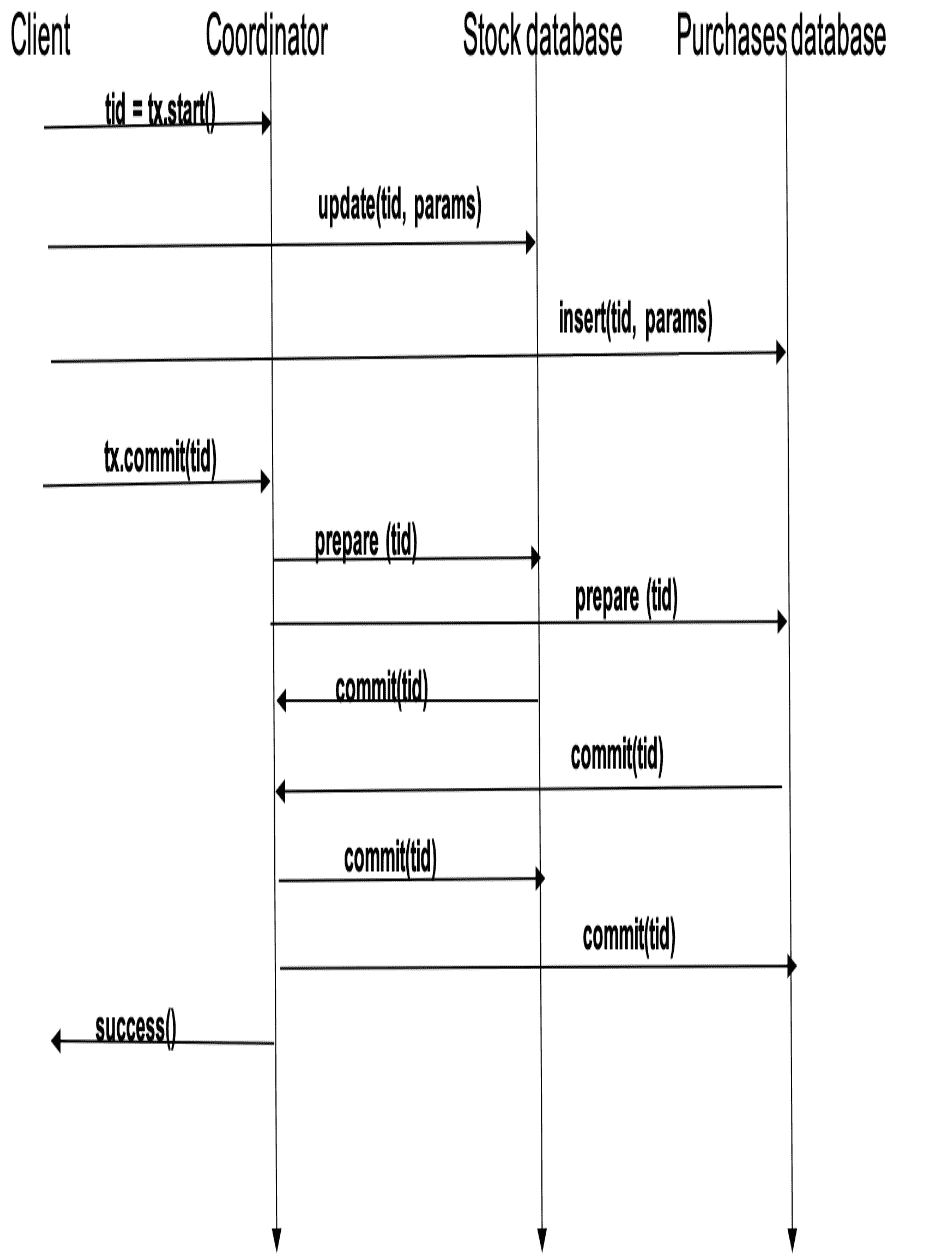 Client Coordinator Stock database Purchases database
tid = tx.start()
update(tid, params)
insert(tid, params)
tx.commit(tid)
prepare (tid)
prepare (tid)
commit(tid)
commit(tid)
commit(tid)
commit(tid)
success()